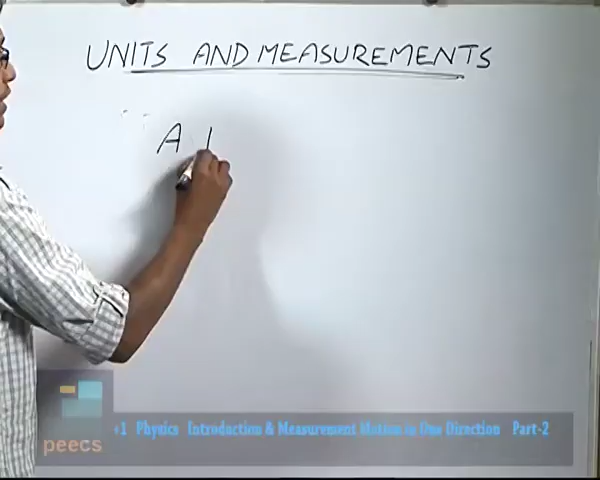 UNITS AND MEASUREMENTS
A
+1 Physics Introduction & Measurement Motion in One Direction Part-2
peecs